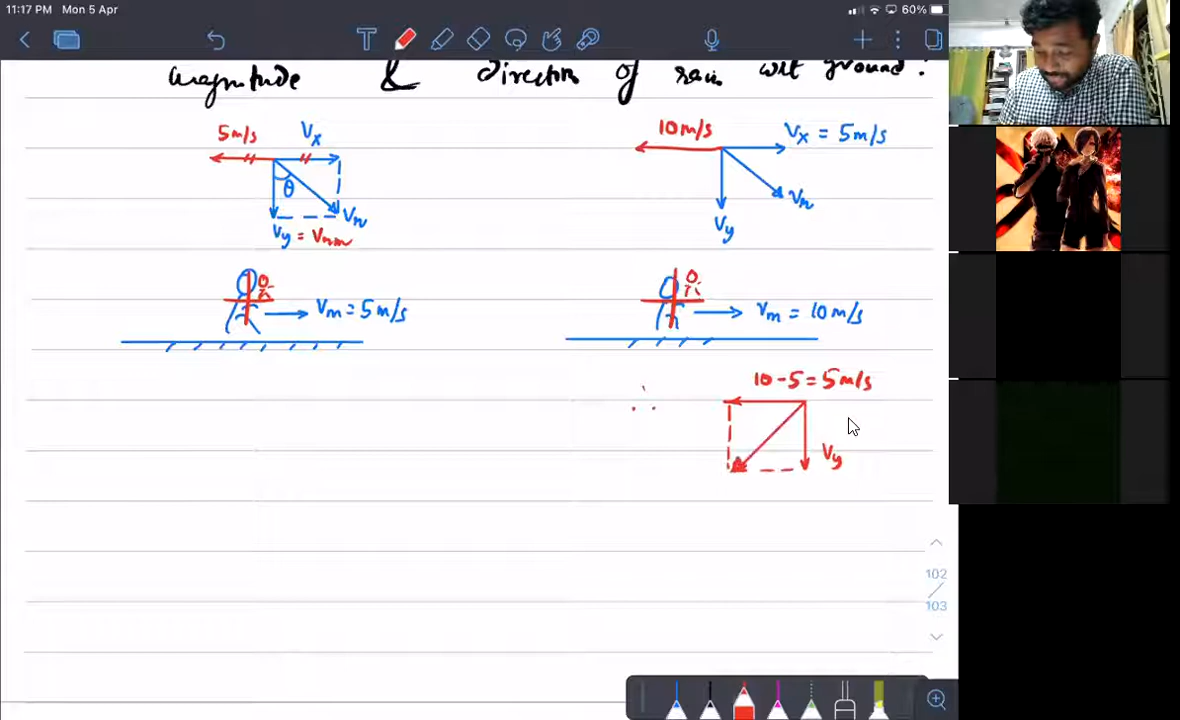 11:17 PM Mon 5 Apr
60%
T
magnitude & direction of rain wrt ground?
5m/s Vx
θ
Vr
Vy = Vrm
Vm = 5m/s
10m/s Vx = 5m/s
Vr
Vy
Vm = 10m/s
∴ 10-5 = 5m/s
Vy
102
/
103